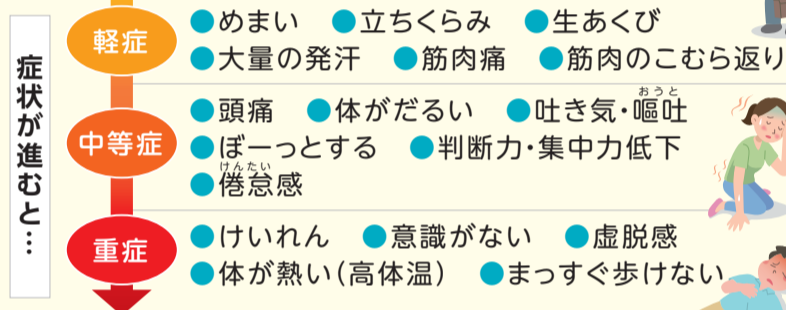 症状が進むと…
軽症
●めまい ●立ちくらみ ●生あくび
●大量の発汗 ●筋肉痛 ●筋肉のこむら返り
中等症
●頭痛 ●体がだるい ●吐き気・嘔吐
おうと
●ぼーっとする ●判断力・集中力低下
けんたい
●倦怠感
重症
●けいれん ●意識がない ●虚脱感
●体が熱い(高体温) ●まっすぐ歩けない